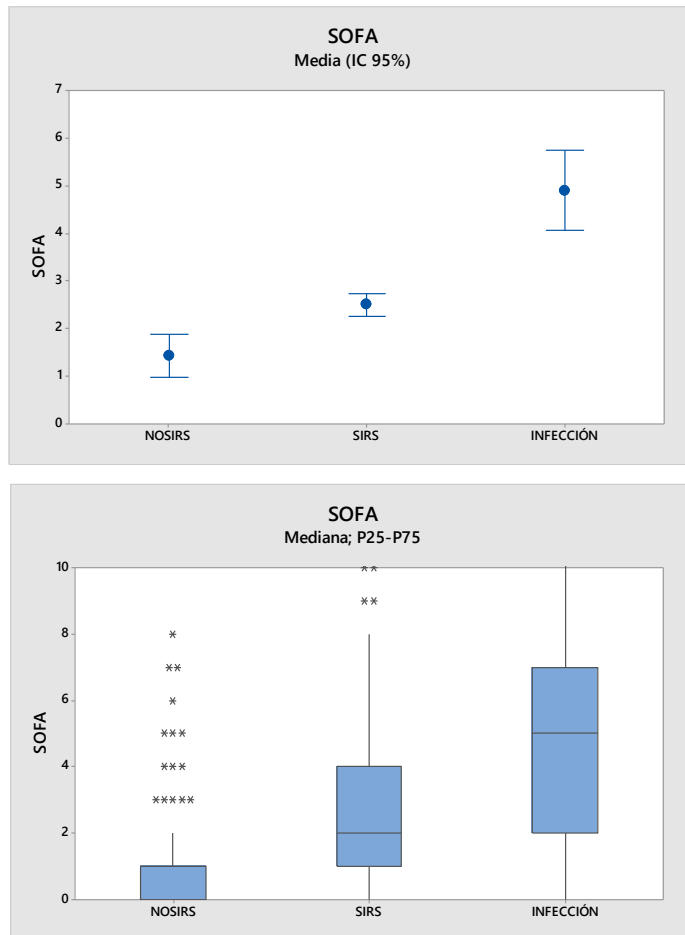 SOFA
Media (IC 95%)
7
6
5
4
3
2
1
0
SOFA
NOSIRS SIRS INFECCIÓN
SOFA
Mediana; P25-P75
10
8
6
4
2
0
SOFA
NOSIRS SIRS INFECCIÓN